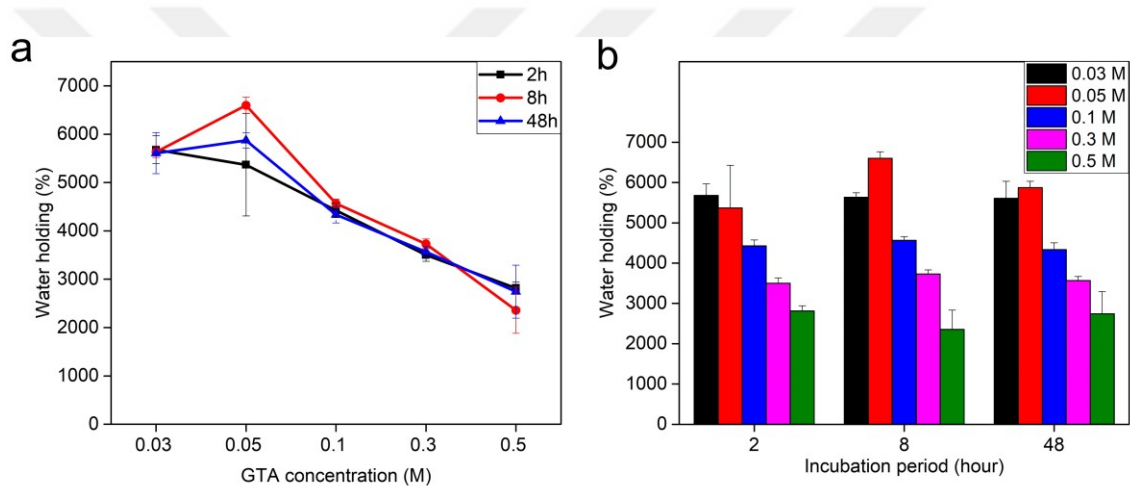 a
7000
6000
5000
4000
3000
2000
1000
0
Water holding (%)
0.03 0.05 0.1 0.3 0.5
GTA concentration (M)
2h
8h
48h
b
7000
6000
5000
4000
3000
2000
1000
0
Water holding (%)
2 8 48
Incubation period (hour)
0.03 M
0.05 M
0.1 M
0.3 M
0.5 M